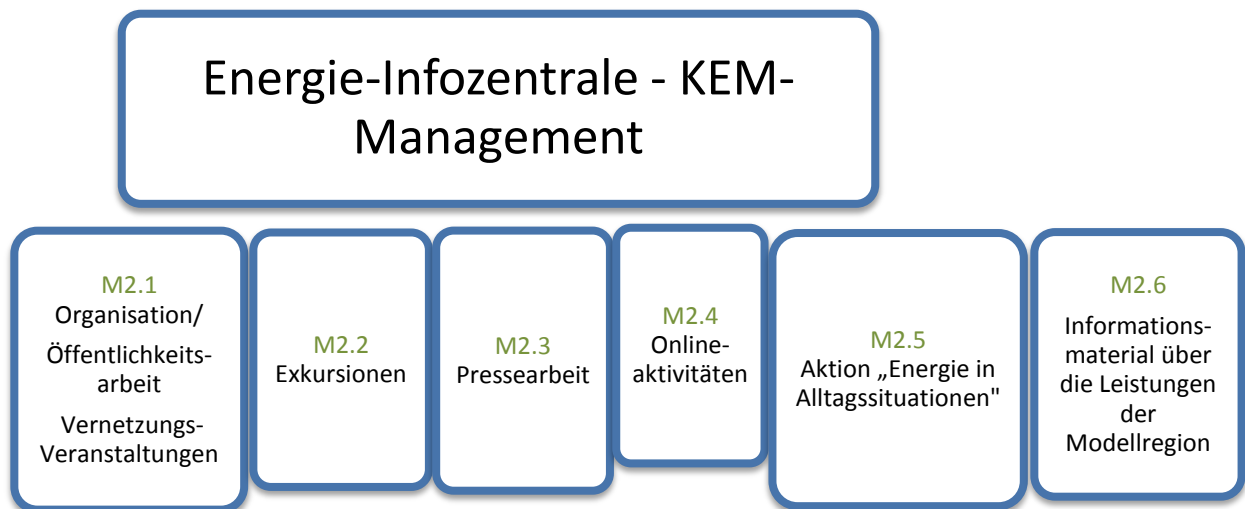 Energie-Infozentrale - KEM-
Management
M2.1
Organisation/
Öffentlichkeits-
arbeit
Vernetzungs-
Veranstaltungen
M2.2
Exkursionen
M2.3
Pressearbeit
M2.4
Online-
aktivitäten
M2.5
Aktion „Energie in
Alltagssituationen"
M2.6
Informations-
material über
die Leistungen
der
Modellregion